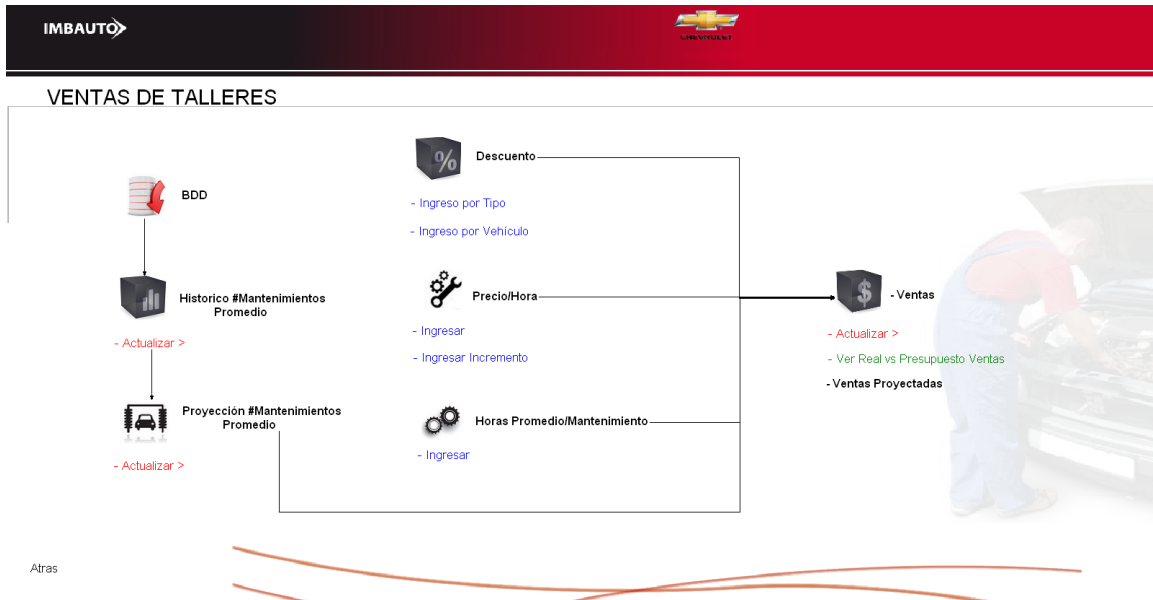 IMBAUTO
CHEVROLET
VENTAS DE TALLERES
BDD
Historico #Mantenimientos
Promedio
- Actualizar >
Proyección #Mantenimientos
Promedio
- Actualizar >
%
Descuento
- Ingreso por Tipo
- Ingreso por Vehículo
Precio/Hora
- Ingresar
- Ingresar Incremento
Horas Promedio/Mantenimiento
- Ingresar
$
- Ventas
- Actualizar >
- Ver Real vs Presupuesto Ventas
- Ventas Proyectadas
Atras